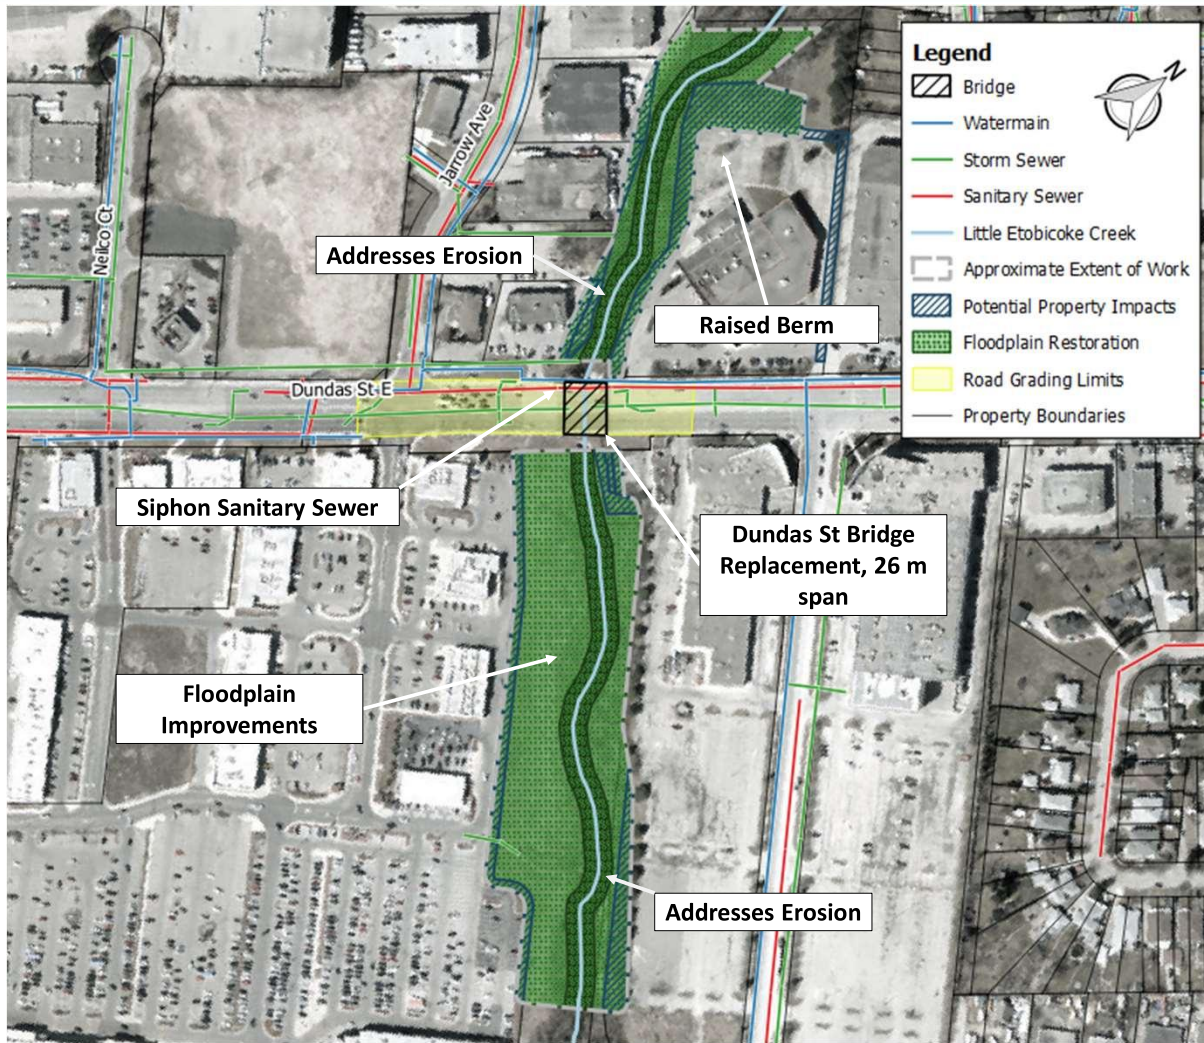 Legend
N
Bridge
Watermain
Storm Sewer
Sanitary Sewer
Little Etobicoke Creek
Approximate Extent of Work
Potential Property Impacts
Floodplain Restoration
Road Grading Limits
Property Boundaries
Jarrow Ave
Neilco Ct
Addresses Erosion
Raised Berm
Dundas St E
Siphon Sanitary Sewer
Dundas St Bridge
Replacement, 26 m
span
Floodplain
Improvements
Addresses Erosion